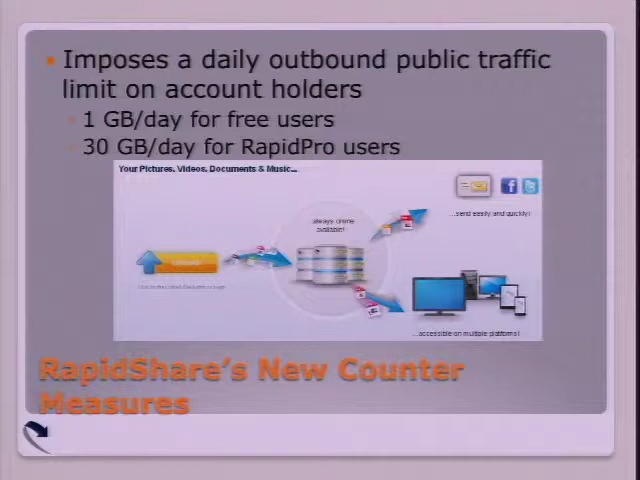 Imposes a daily outbound public traffic
limit on account holders
1 GB/day for free users
30 GB/day for RapidPro users
Your Pictures, Videos, Documents & Music...
always online
available!
...send easily and quickly!
...accessible on multiple platforms!
RapidShare's New Counter
Measures